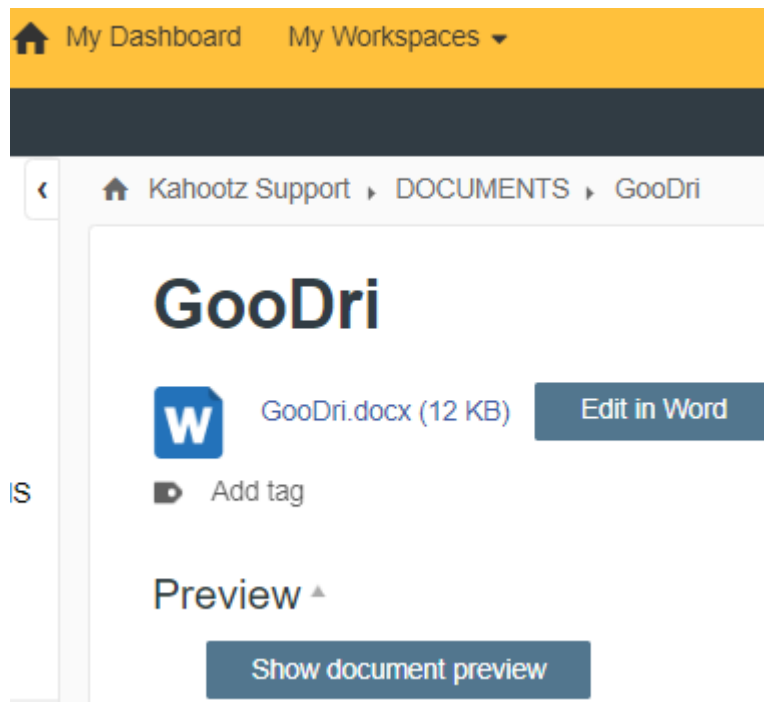 My Dashboard My Workspaces
Kahootz Support DOCUMENTS GooDri
GooDri
W GooDri.docx (12 KB) Edit in Word
Add tag
Preview
Show document preview